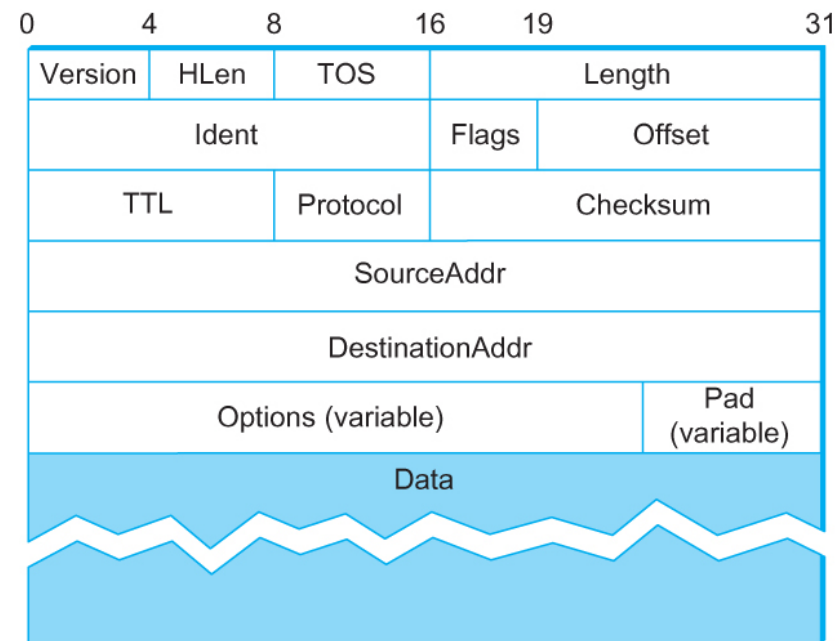 0 4 8 16 19 31
Version HLen TOS Length
Ident Flags Offset
TTL Protocol Checksum
SourceAddr
DestinationAddr
Options (variable) Pad
(variable)
Data